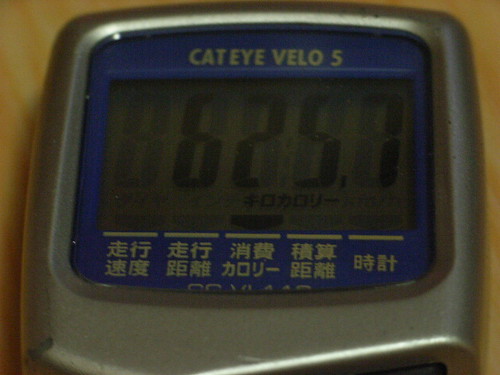 CATEYE VELO 5
625.7
キロカロリー
走行 走行 消費 積算 時計
速度 距離 カロリー 距離